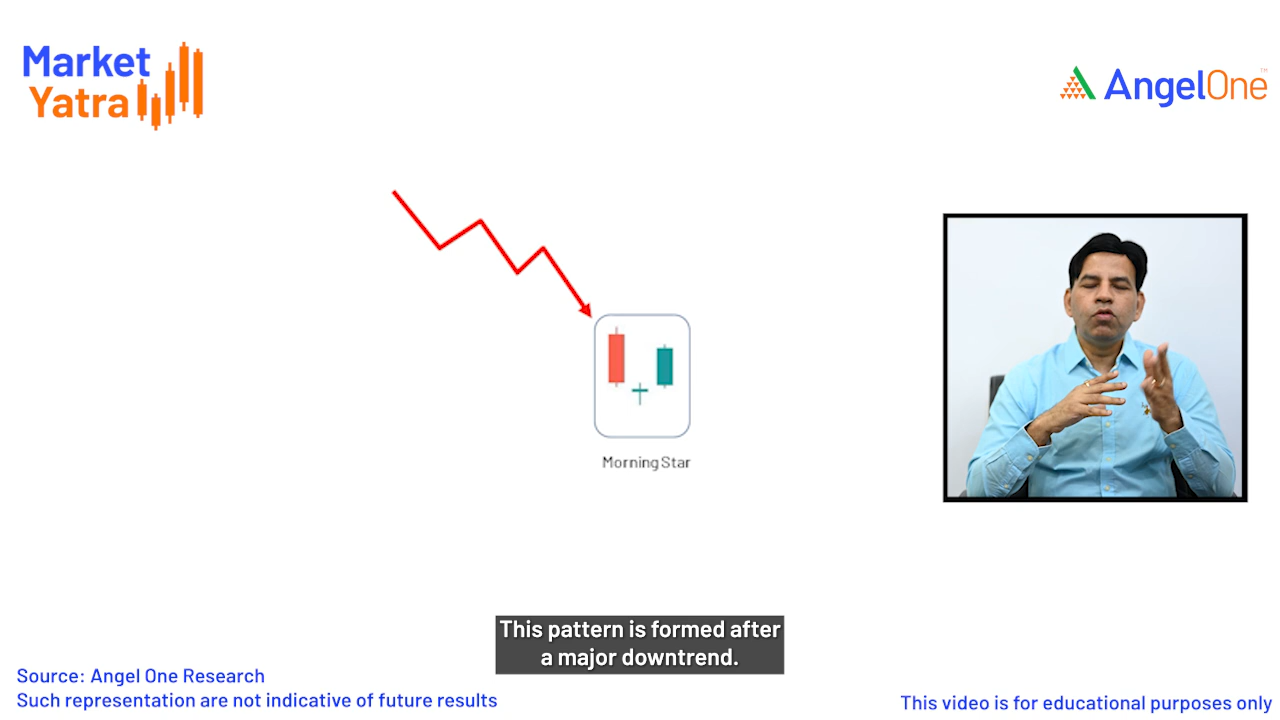 Market
Yatra
AngelOne
TM
MorningStar
This pattern is formed after
a major downtrend.
Source: Angel One Research
Such representation are not indicative of future results
This video is for educational purposes only